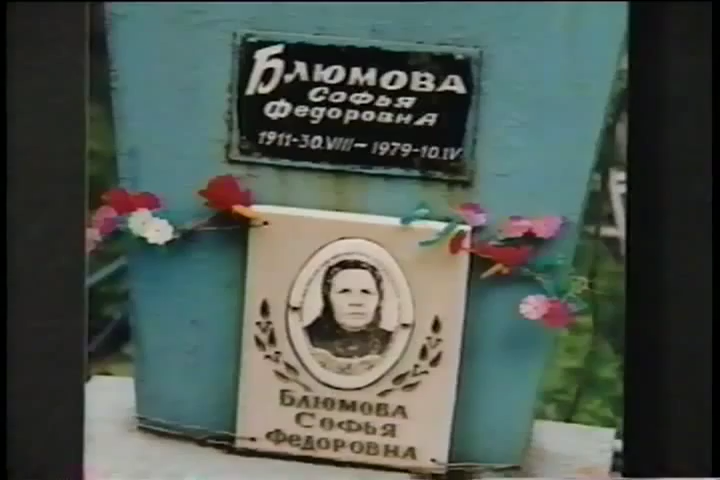 Блюмова
Софья
Федоровна
1911-30.VIII-1979-10.IV
Блюмова
Софья
Федоровна